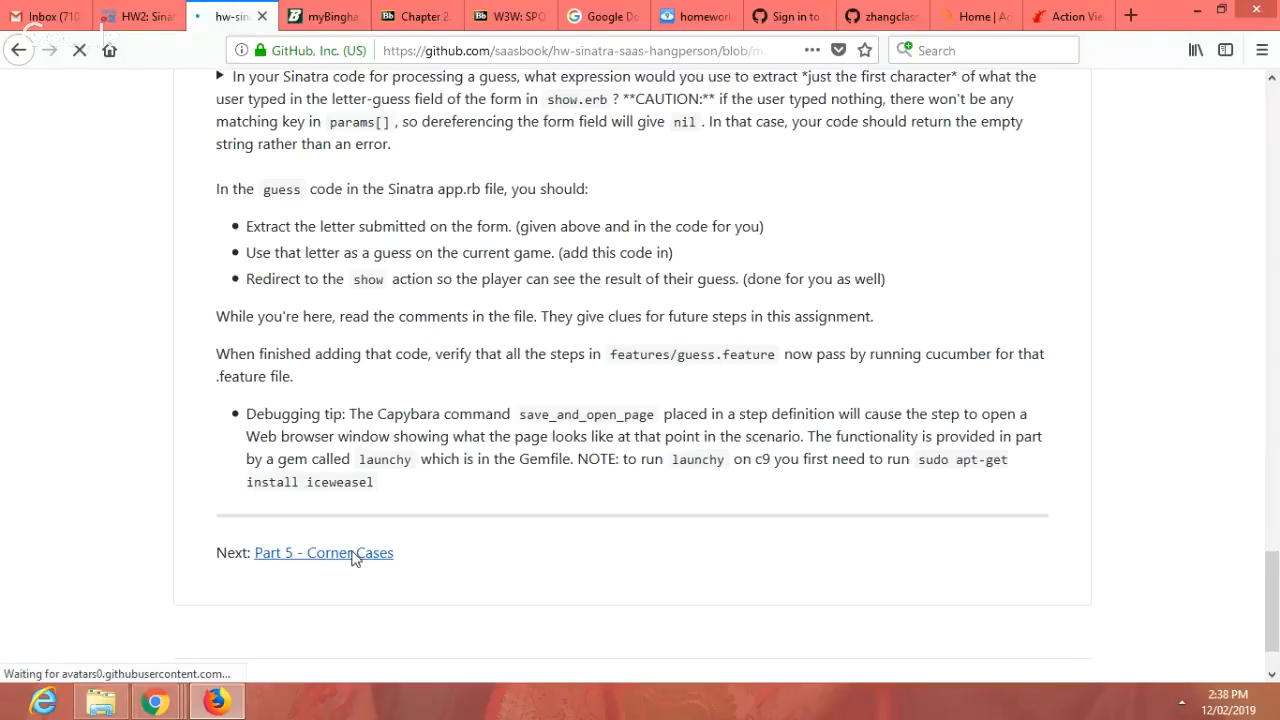 Inbox (710
HW2: Sinat
hw-sin
myBingha
Chapter 2.
W3W: SPO
Google Do
homework
Sign in to
zhangclas
Home | Ac
Action Vie
GitHub, Inc. (US)
https://github.com/saasbook/hw-sinatra-saas-hangperson/blob/m
Search
In your Sinatra code for processing a guess, what expression would you use to extract *just the first character* of what the
user typed in the letter-guess field of the form in show.erb ? **CAUTION:** if the user typed nothing, there won't be any
matching key in params[] , so dereferencing the form field will give nil . In that case, your code should return the empty
string rather than an error.
In the guess code in the Sinatra app.rb file, you should:
• Extract the letter submitted on the form. (given above and in the code for you)
• Use that letter as a guess on the current game. (add this code in)
• Redirect to the show action so the player can see the result of their guess. (done for you as well)
While you're here, read the comments in the file. They give clues for future steps in this assignment.
When finished adding that code, verify that all the steps in features/guess.feature now pass by running cucumber for that
.feature file.
• Debugging tip: The Capybara command save_and_open_page placed in a step definition will cause the step to open a
Web browser window showing what the page looks like at that point in the scenario. The functionality is provided in part
by a gem called launchy which is in the Gemfile. NOTE: to run launchy on c9 you first need to run sudo apt-get
install iceweasel
Next: Part 5 - Corner Cases
Waiting for avatars0.githubusercontent.com...
2:38 PM
12/02/2019